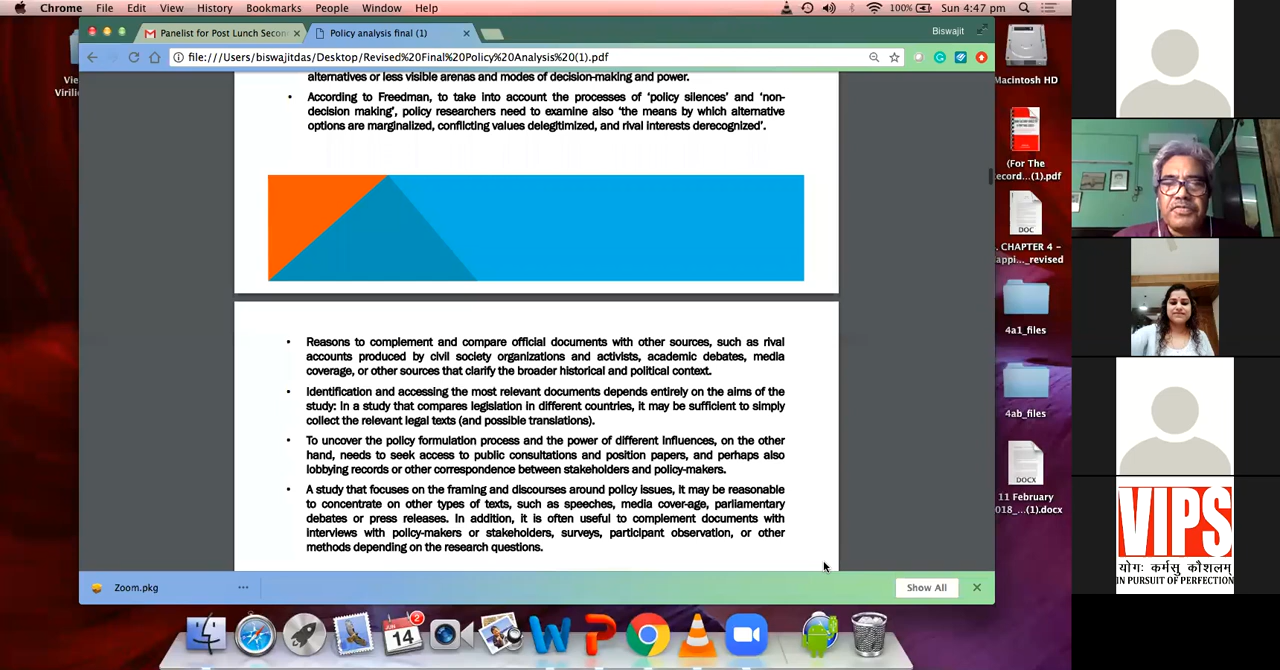 Chrome File Edit View History Bookmarks People Window Help 100% Sun 4:47 pm
Panelist for Post Lunch Secon Policy analysis final (1) Biswajit
file:///Users/biswajitdas/Desktop/Revised%20Final%20Policy%20Analysis%20(1).pdf
alternatives or less visible arenas and modes of decision-making and power.
• According to Freedman, to take into account the processes of 'policy silences' and 'non-
decision making', policy researchers need to examine also 'the means by which alternative
options are marginalized, conflicting values delegitimized, and rival interests derecognized'.
• Reasons to complement and compare official documents with other sources, such as rival
accounts produced by civil society organizations and activists, academic debates, media
coverage, or other sources that clarify the broader historical and political context.
• Identification and accessing the most relevant documents depends entirely on the aims of the
study: In a study that compares legislation in different countries, it may be sufficient to simply
collect the relevant legal texts (and possible translations).
• To uncover the policy formulation process and the power of different influences, on the other
hand, needs to seek access to public consultations and position papers, and perhaps also
lobbying records or other correspondence between stakeholders and policy-makers.
• A study that focuses on the framing and discourses around policy issues, it may be reasonable
to concentrate on other types of texts, such as speeches, media cover-age, parliamentary
debates or press releases. In addition, it is often useful to complement documents with
interviews with policy-makers or stakeholders, surveys, participant observation, or other
methods depending on the research questions.
Zoom.pkg
Show All
Vie
Virili
Macintosh HD
(For The
ecord...(1).pdf
DOC
. CHAPTER 4 -
appi..._revised
4a1_files
4ab_files
DOCX
11 February
018_...(1).docx
JUN
14
2
VIPS
योगः कर्मसु कौशलम्
IN PURSUIT OF PERFECTION